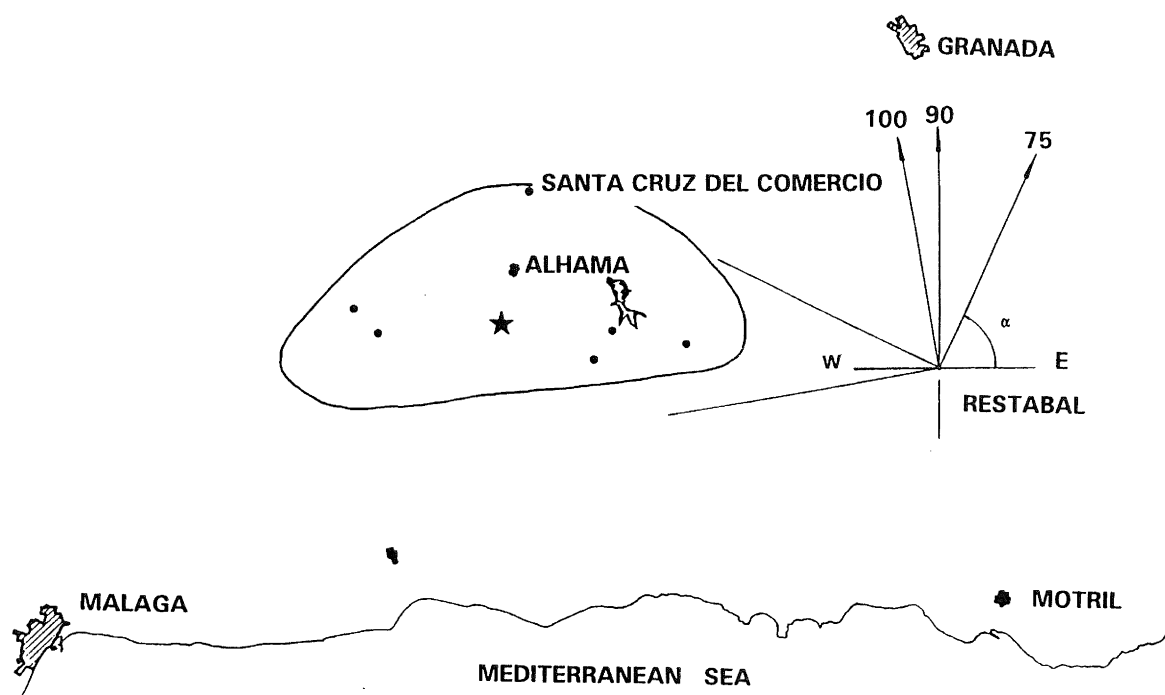 GRANADA
100 90
75
SANTA CRUZ DEL COMERCIO
ALHAMA
α
W E
RESTABAL
MALAGA
MOTRIL
MEDITERRANEAN SEA